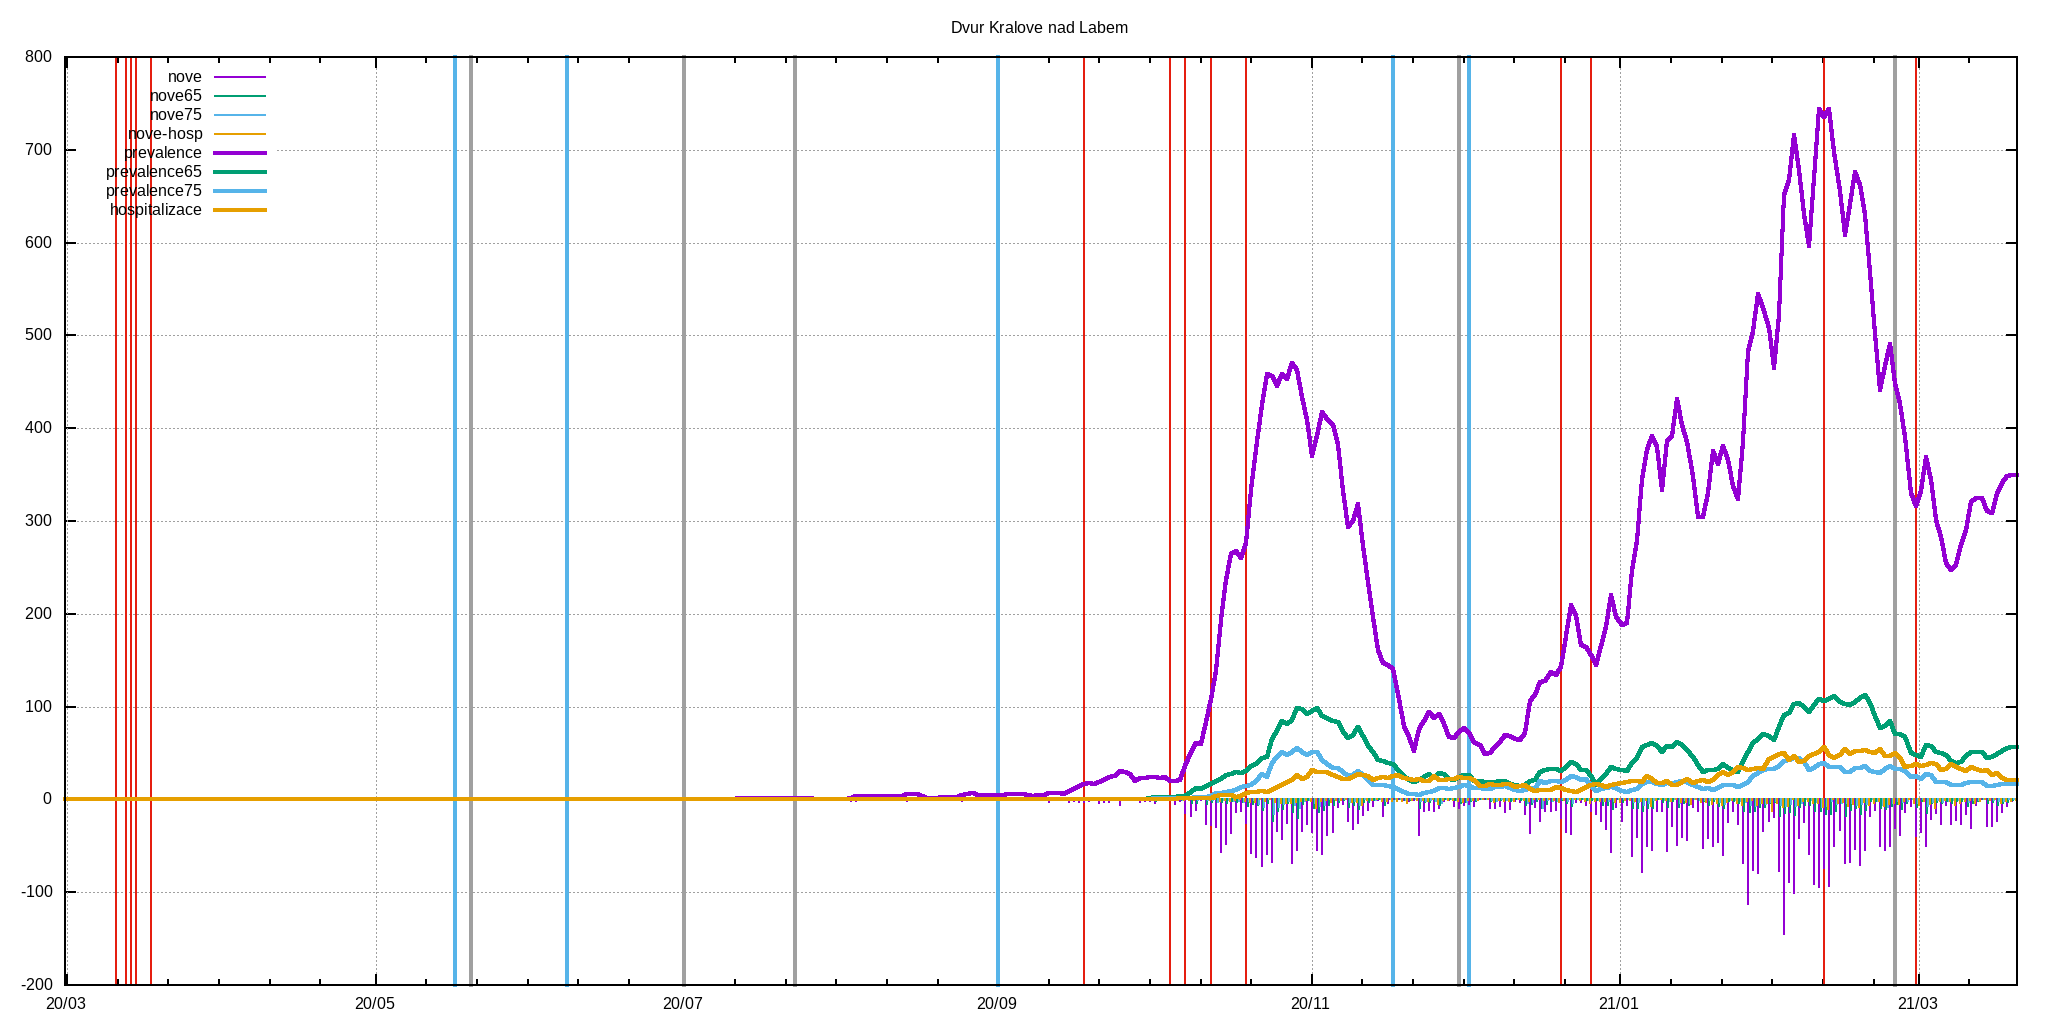 Dvur Kralove nad Labem
800
700
600
500
400
300
200
100
0
-100
-200
nove
nove65
nove75
nove-hosp
prevalence
prevalence65
prevalence75
hospitalizace
20/03 20/05 20/07 20/09 20/11 21/01 21/03